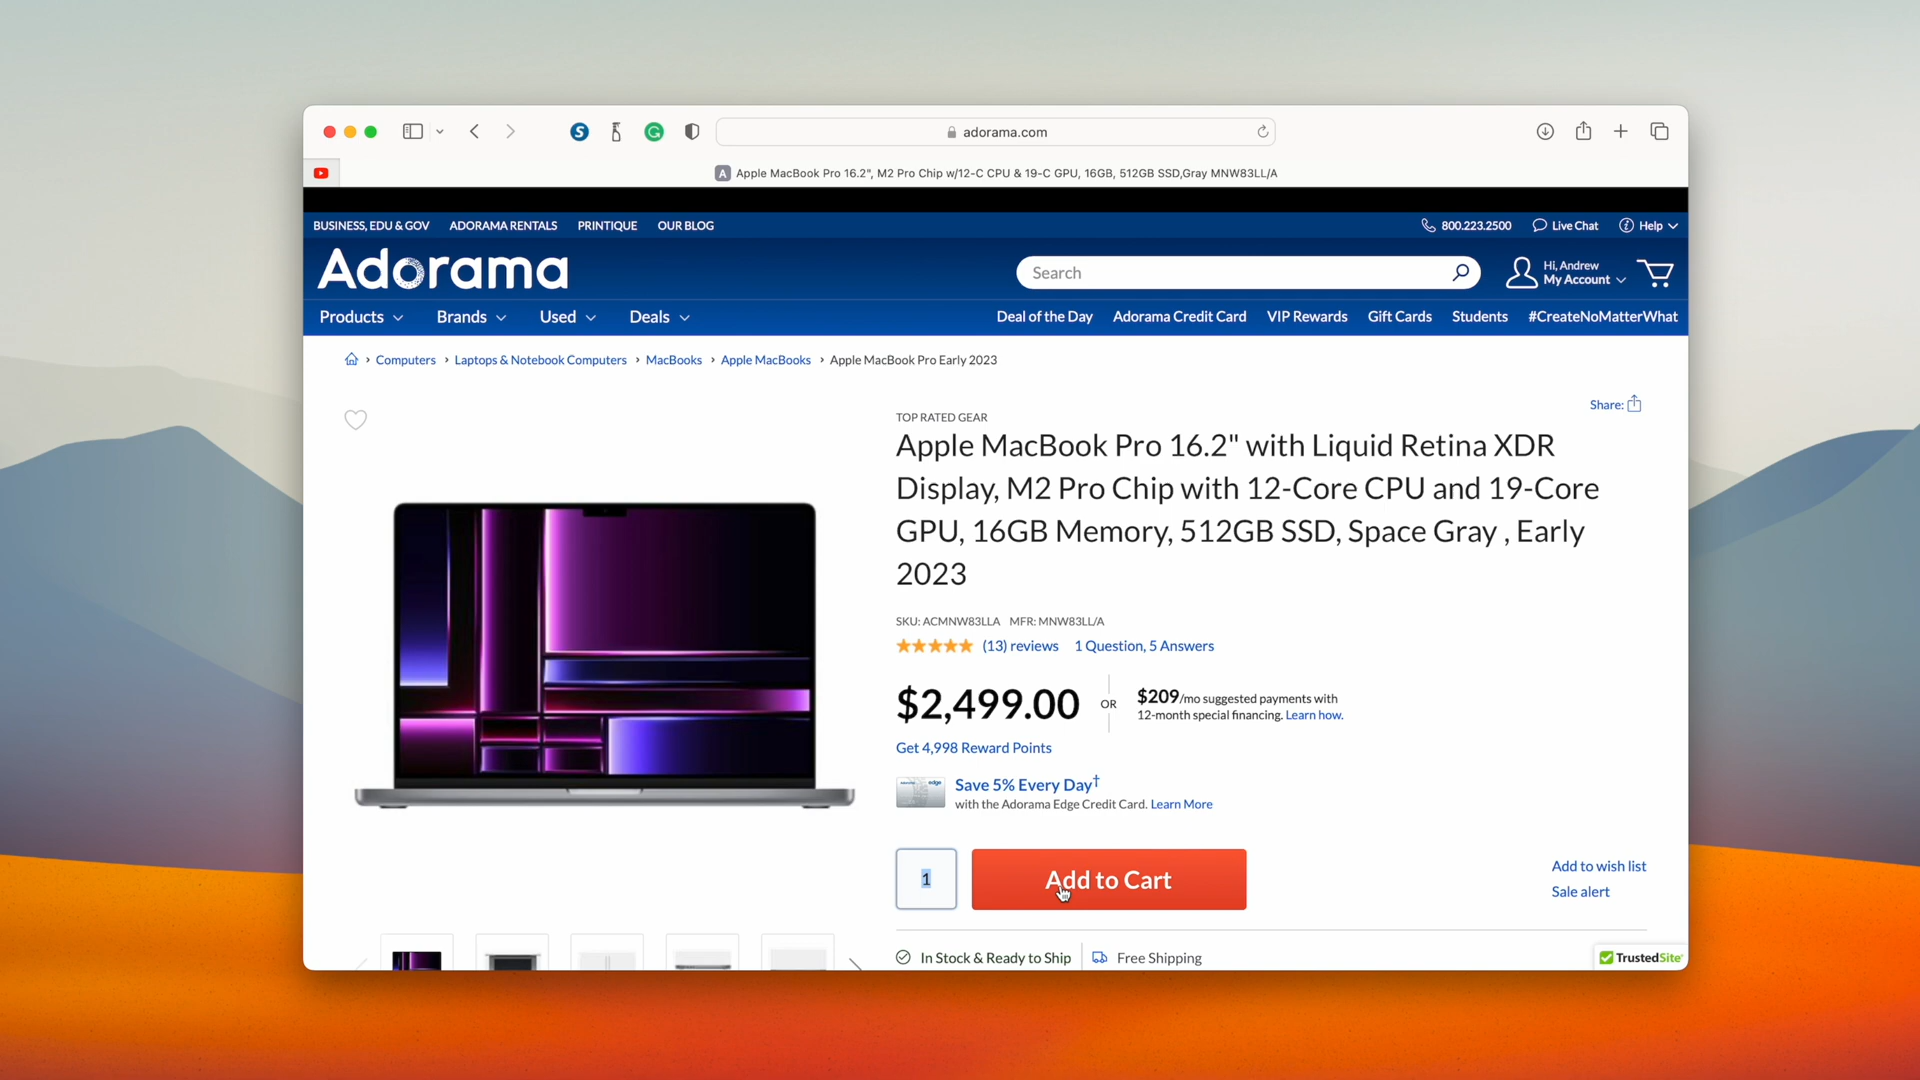 adorama.com
A Apple MacBook Pro 16.2", M2 Pro Chip w/12-C CPU & 19-C GPU, 16GB, 512GB SSD,Gray MNW83LL/A
BUSINESS, EDU & GOV ADORAMA RENTALS PRINTIQUE OUR BLOG 800.223.2500 Live Chat Help
Adorama
Search
Hi, Andrew
My Account
Products Brands Used Deals Deal of the Day Adorama Credit Card VIP Rewards Gift Cards Students #CreateNoMatterWhat
Computers Laptops & Notebook Computers MacBooks Apple MacBooks Apple MacBook Pro Early 2023
Share:
TOP RATED GEAR
Apple MacBook Pro 16.2" with Liquid Retina XDR
Display, M2 Pro Chip with 12-Core CPU and 19-Core
GPU, 16GB Memory, 512GB SSD, Space Gray , Early
2023
SKU: ACMNW83LLA MFR: MNW83LL/A
(13) reviews 1 Question, 5 Answers
$2,499.00 OR $209/mo suggested payments with
12-month special financing. Learn how.
Get 4,998 Reward Points
edge
Save 5% Every Day†
with the Adorama Edge Credit Card. Learn More
1 Add to Cart
Add to wish list
Sale alert
In Stock & Ready to Ship Free Shipping
TrustedSite